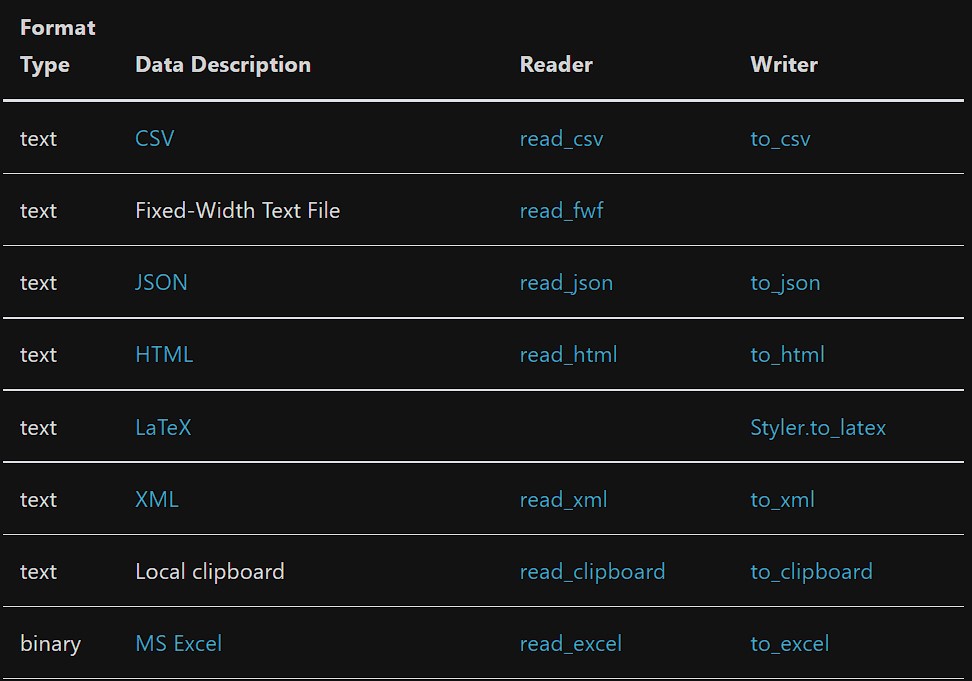 Format
Type Data Description Reader Writer
text CSV read_csv to_csv
text Fixed-Width Text File read_fwf
text JSON read_json to_json
text HTML read_html to_html
text LaTeX Styler.to_latex
text XML read_xml to_xml
text Local clipboard read_clipboard to_clipboard
binary MS Excel read_excel to_excel